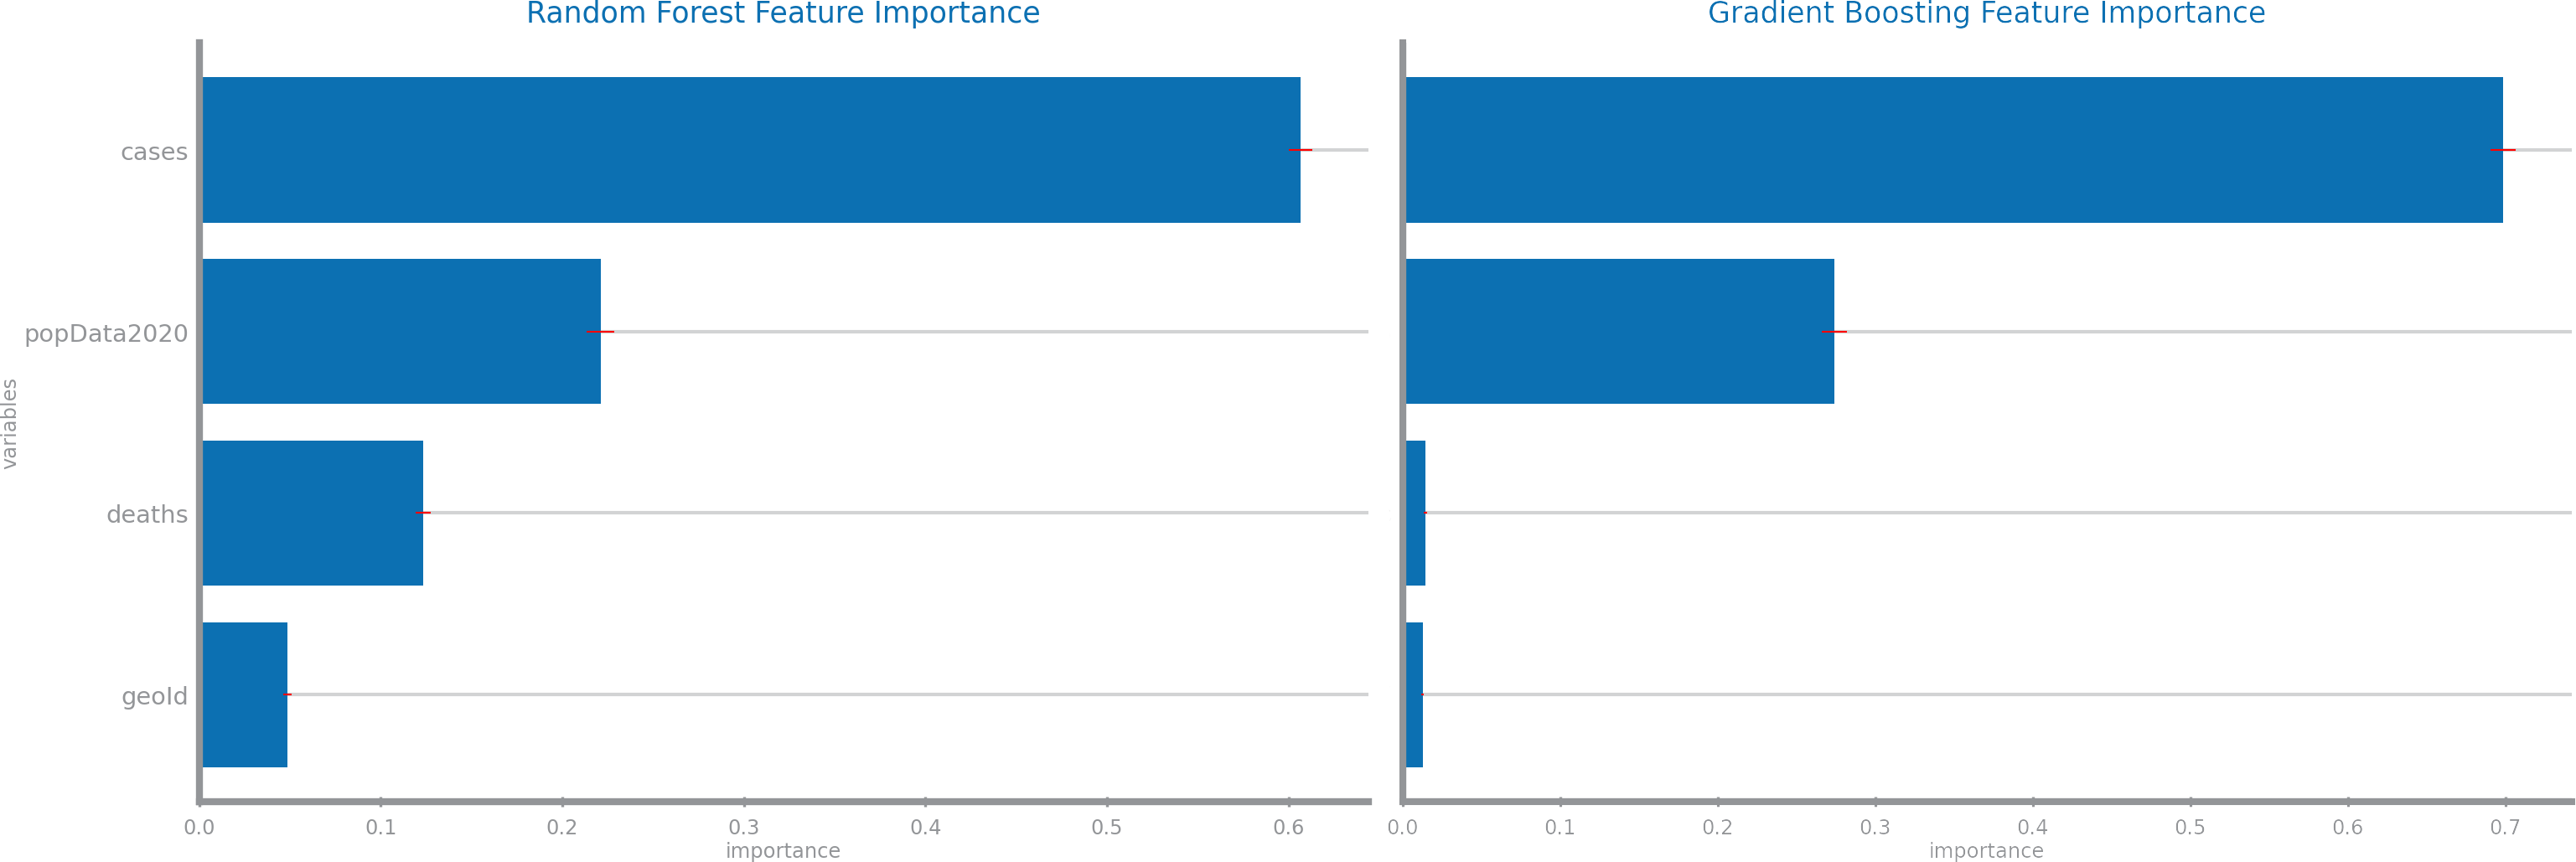 Random Forest Feature Importance
variables
cases
popData2020
deaths
geoId
0.0 0.1 0.2 0.3 0.4 0.5 0.6
importance
Gradient Boosting Feature Importance
0.0 0.1 0.2 0.3 0.4 0.5 0.6 0.7
importance